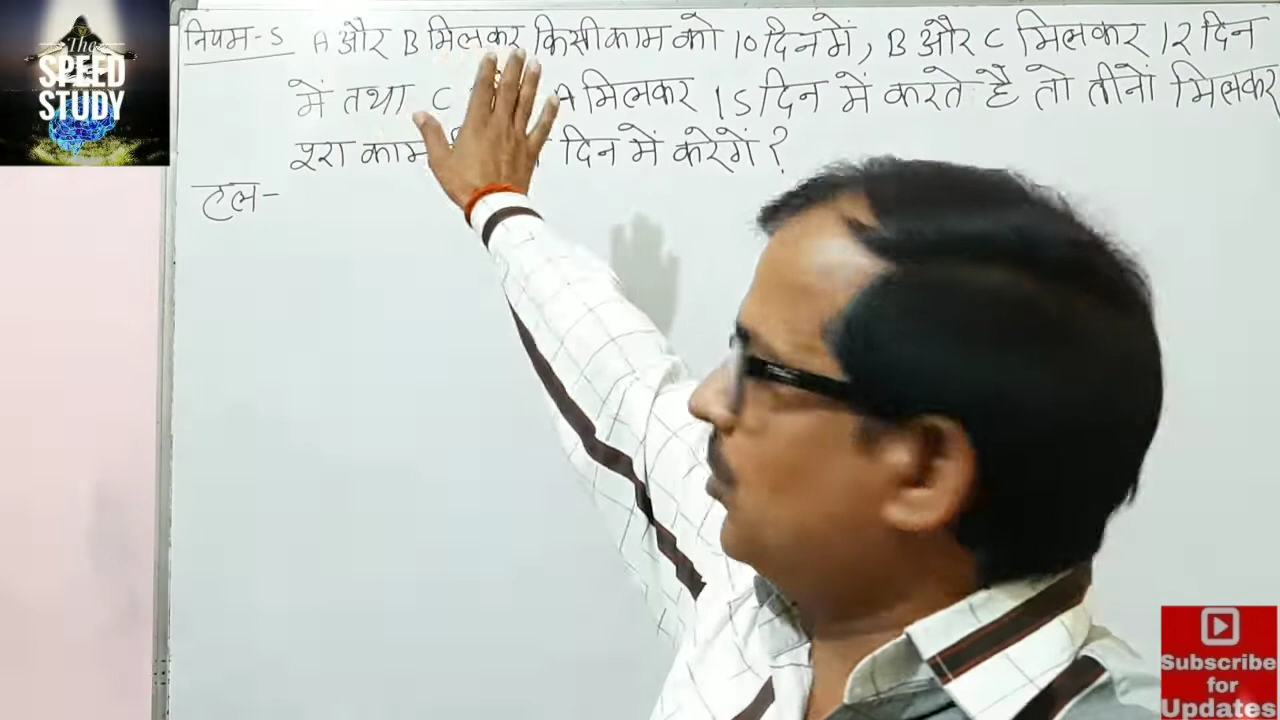 The
SPEED
STUDY
नियम-5 A और B मिलकर किसी काम को 10 दिन में, B और C मिलकर 12 दिन
में तथा C A मिलकर 15 दिन में करते है तो तीनों मिलकर
काम दिन में करेगें ?
हल-
Subscribe
for
Updates